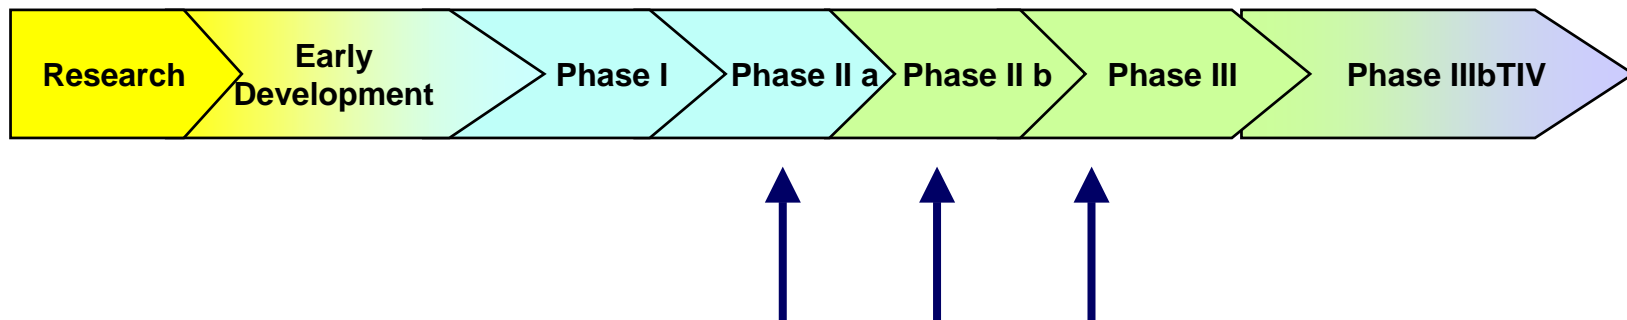 Research
Early
Development
Phase I
Phase II a
Phase II b
Phase III
Phase IIIbTIV